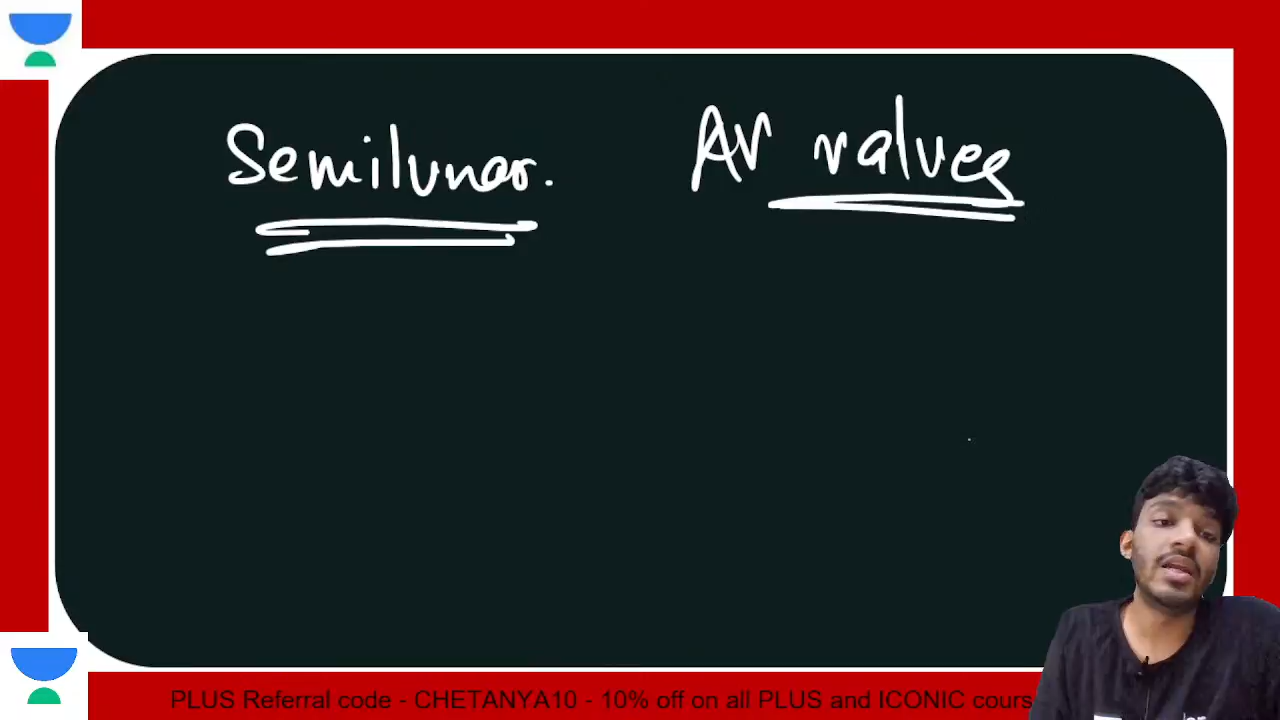 Semilunar. AV valves
PLUS Referral code - CHETANYA10 - 10% off on all PLUS and ICONIC cours